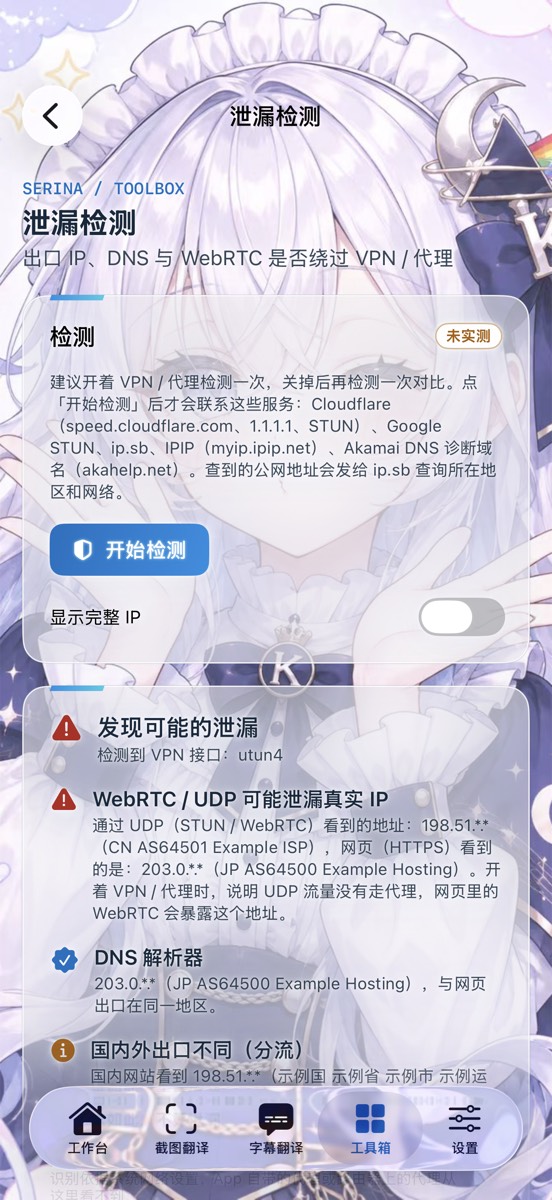 泄漏检测
SERINA / TOOLBOX
泄漏检测
出口 IP、DNS 与 WebRTC 是否绕过 VPN / 代理
检测
未实测
建议开着 VPN / 代理检测一次，关掉后再检测一次对比。点
「开始检测」后才会联系这些服务：Cloudflare
（speed.cloudflare.com、1.1.1.1、STUN）、Google
STUN、ip.sb、IPIP（myip.ipip.net）、Akamai DNS 诊断域
名（akahelp.net）。查到的公网地址会发给 ip.sb 查询所在地
区和网络。
开始检测
显示完整 IP
K
发现可能的泄漏
检测到 VPN 接口：utun4
WebRTC / UDP 可能泄漏真实 IP
通过 UDP（STUN / WebRTC）看到的地址：198.51.*.*
（CN AS64501 Example ISP），网页（HTTPS）看到
的是：203.0.*.*（JP AS64500 Example Hosting）。开
着 VPN / 代理时，说明 UDP 流量没有走代理，网页里的
WebRTC 会暴露这个地址。
DNS 解析器
203.0.*.*（JP AS64500 Example Hosting），与网页
出口在同一地区。
国内外出口不同（分流）
国内网站看到 198.51.*.*（示例国 示例省 示例市 示例运
工作台
截图翻译
字幕翻译
工具箱
设置